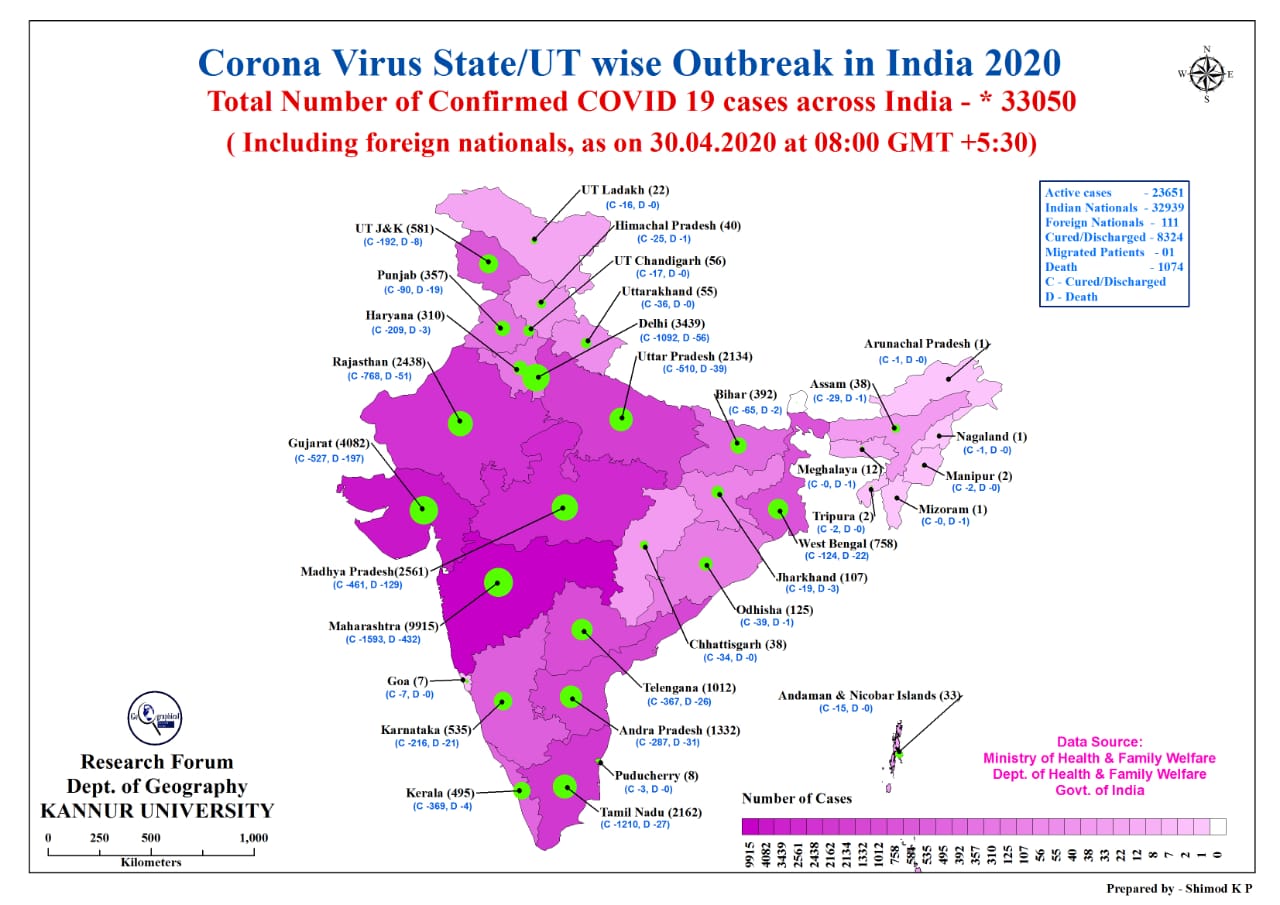 Corona Virus State/UT wise Outbreak in India 2020
Total Number of Confirmed COVID 19 cases across India - * 33050
( Including foreign nationals, as on 30.04.2020 at 08:00 GMT +5:30)
N
W
E
S
Active cases - 23651
Indian Nationals - 32939
Foreign Nationals - 111
Cured/Discharged - 8324
Migrated Patients - 01
Death - 1074
C - Cured/Discharged
D - Death
UT Ladakh (22)
(C -16, D -0)
UT J&K (581)
(C -192, D -8)
Himachal Pradesh (40)
(C -25, D -1)
UT Chandigarh (56)
(C -17, D -0)
Punjab (357)
(C -90, D -19)
Uttarakhand (55)
(C -36, D -0)
Haryana (310)
(C -209, D -3)
Delhi (3439)
(C -1092, D -56)
Rajasthan (2438)
(C -768, D -51)
Uttar Pradesh (2134)
(C -510, D -39)
Arunachal Pradesh (1)
(C -1, D -0)
Bihar (392)
(C -65, D -2)
Assam (38)
(C -29, D -1)
Gujarat (4082)
(C -527, D -197)
Nagaland (1)
(C -1, D -0)
Meghalaya (12)
(C -0, D -1)
Manipur (2)
(C -2, D -0)
Mizoram (1)
(C -0, D -1)
Tripura (2)
(C -2, D -0)
West Bengal (758)
(C -124, D -22)
Madhya Pradesh(2561)
(C -461, D -129)
Jharkhand (107)
(C -19, D -3)
Odhisha (125)
(C -39, D -1)
Maharashtra (9915)
(C -1593, D -432)
Chhattisgarh (38)
(C -34, D -0)
Goa (7)
(C -7, D -0)
Telengana (1012)
(C -367, D -26)
Andaman & Nicobar Islands (33)
(C -15, D -0)
Karnataka (535)
(C -216, D -21)
Andra Pradesh (1332)
(C -287, D -31)
Puducherry (8)
(C -3, D -0)
Kerala (495)
(C -369, D -4)
Tamil Nadu (2162)
(C -1210, D -27)
Research Forum
Dept. of Geography
KANNUR UNIVERSITY
0 250 500 1,000
Kilometers
Data Source:
Ministry of Health & Family Welfare
Dept. of Health & Family Welfare
Govt. of India
Number of Cases
9915 4082 3439 2561 2438 2162 2134 1332 1012 758 581 535 495 392 357 310 125 107 56 55 40 38 33 22 12 8 7 2 1 0
Prepared by - Shimod K P